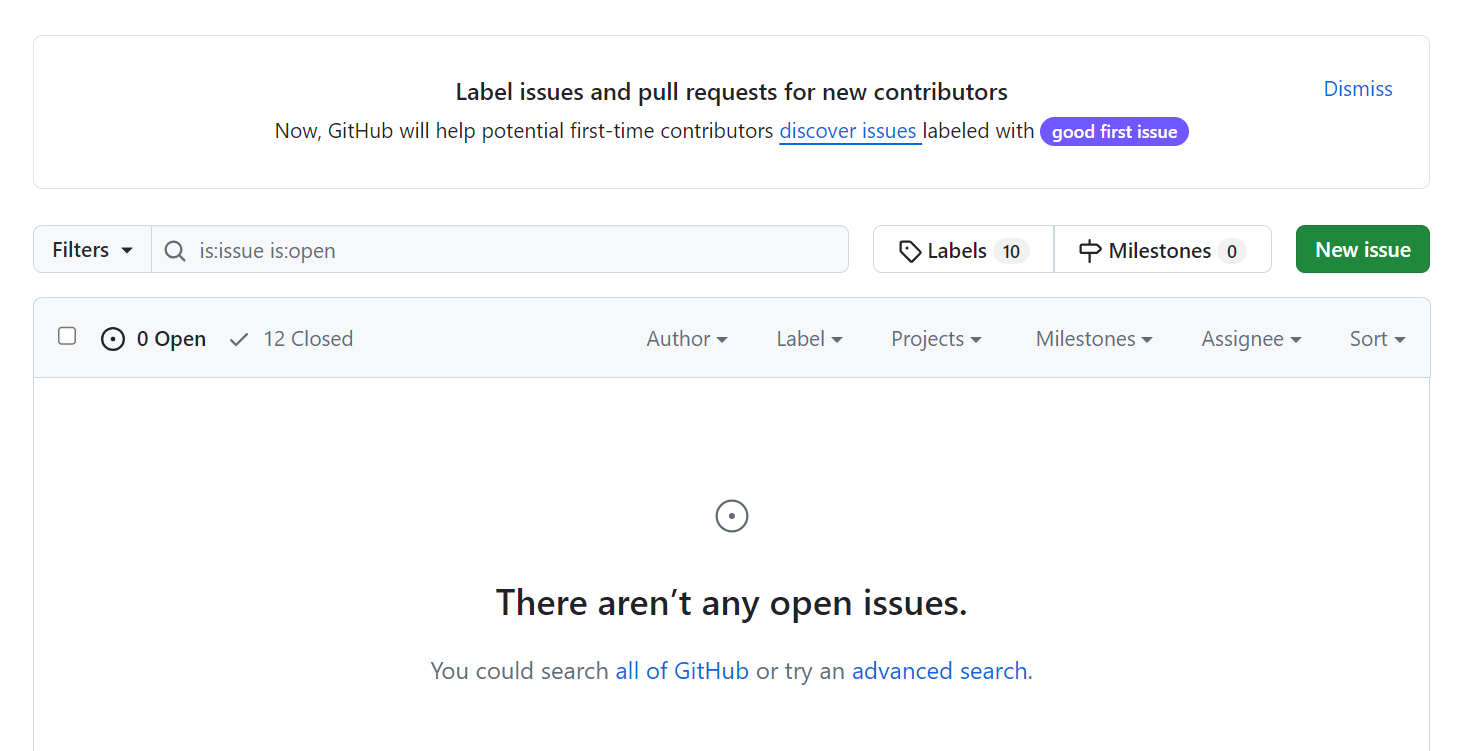 Label issues and pull requests for new contributors
Dismiss
Now, GitHub will help potential first-time contributors discover issues labeled with good first issue
Filters is:issue is:open Labels 10 Milestones 0 New issue
0 Open 12 Closed Author Label Projects Milestones Assignee Sort
There aren’t any open issues.
You could search all of GitHub or try an advanced search.